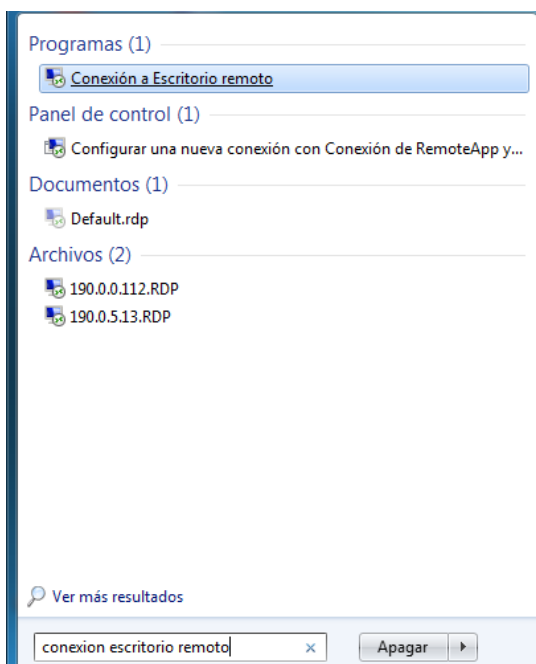 Programas (1)
Conexión a Escritorio remoto
Panel de control (1)
Configurar una nueva conexión con Conexión de RemoteApp y...
Documentos (1)
Default.rdp
Archivos (2)
190.0.0.112.RDP
190.0.5.13.RDP
Ver más resultados
conexion escritorio remoto
Apagar